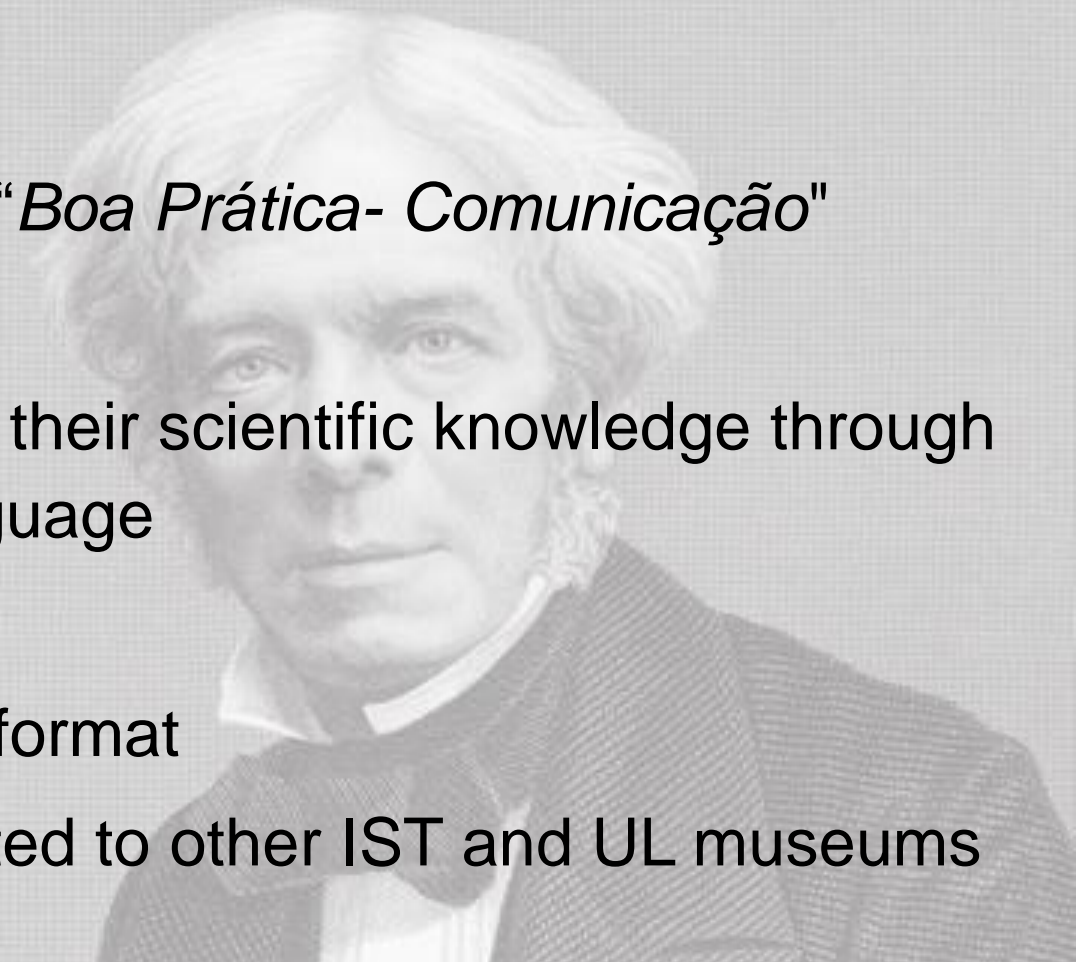 “Boa Prática- Comunicação"
their scientific knowledge through
guage
format
ted to other IST and UL museums